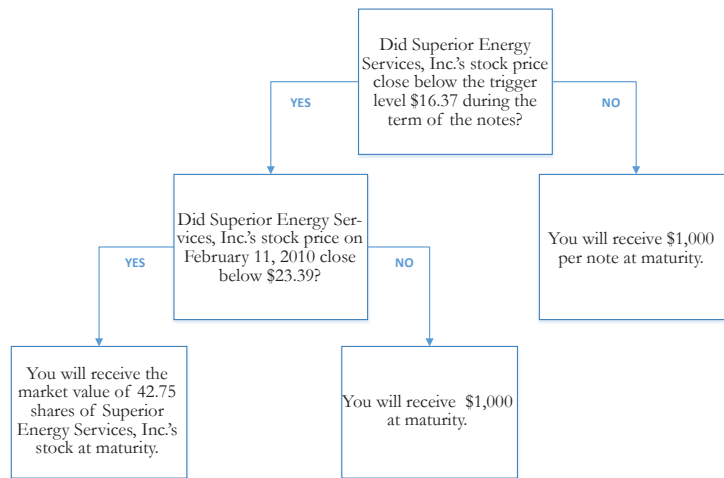 Did Superior Energy
Services, Inc.'s stock price
close below the trigger
level $16.37 during the
term of the notes?
YES
NO
Did Superior Energy Ser-
vices, Inc.'s stock price on
February 11, 2010 close
below $23.39?
You will receive $1,000
per note at maturity.
YES
NO
You will receive the
market value of 42.75
shares of Superior
Energy Services, Inc.'s
stock at maturity.
You will receive $1,000
at maturity.